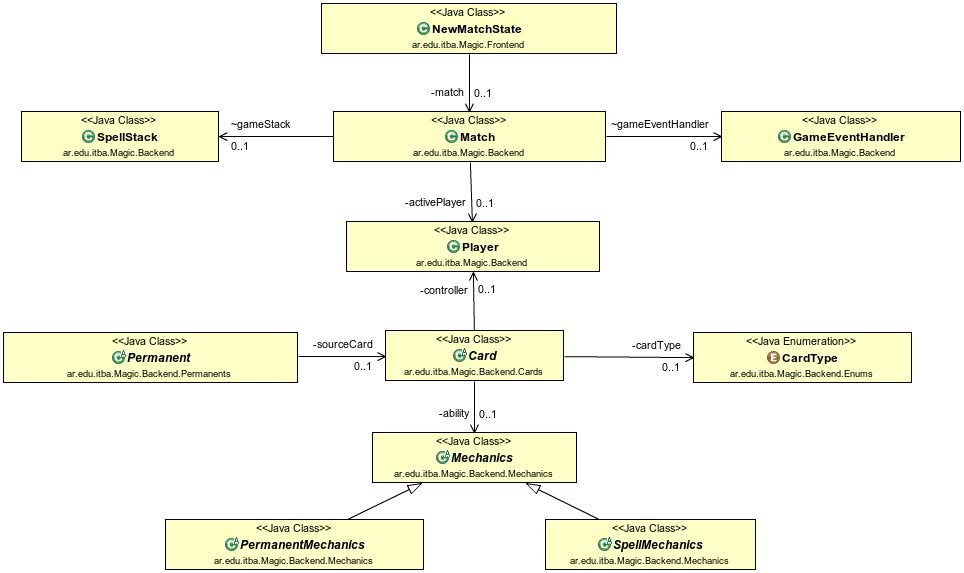 <<Java Class>>
NewMatchState
ar.edu.itba.Magic.Frontend
-match 0..1
<<Java Class>>
SpellStack
ar.edu.itba.Magic.Backend
~gameStack
0..1
<<Java Class>>
Match
ar.edu.itba.Magic.Backend
~gameEventHandler
0..1
<<Java Class>>
GameEventHandler
ar.edu.itba.Magic.Backend
-activePlayer 0..1
<<Java Class>>
Player
ar.edu.itba.Magic.Backend
-controller 0..1
<<Java Class>>
Permanent
ar.edu.itba.Magic.Backend.Permanents
-sourceCard
0..1
<<Java Class>>
Card
ar.edu.itba.Magic.Backend.Cards
-cardType
0..1
<<Java Enumeration>>
CardType
ar.edu.itba.Magic.Backend.Enums
-ability 0..1
<<Java Class>>
Mechanics
ar.edu.itba.Magic.Backend.Mechanics
<<Java Class>>
PermanentMechanics
ar.edu.itba.Magic.Backend.Mechanics
<<Java Class>>
SpellMechanics
ar.edu.itba.Magic.Backend.Mechanics